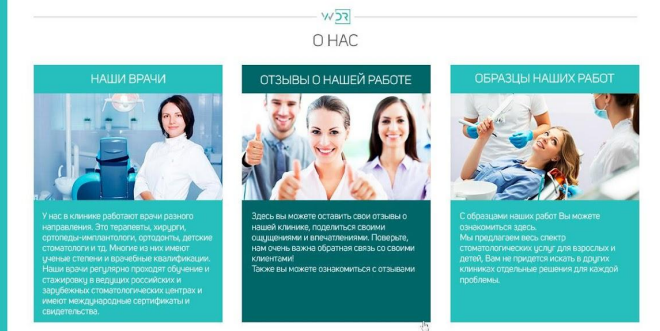 WDR
О НАС
НАШИ ВРАЧИ
У нас в клинике работают врачи разного
направления. Это терапевты, хирурги,
ортопеды-имплантологи, ортодонты, детские
стоматологи и тд. Многие из них имеют
ученые степени и врачебные квалификации.
Наши врачи регулярно проходят обучение и
стажировку в ведущих российских и
зарубежных стоматологических центрах и
имеют международные сертификаты и
свидетельства.
ОТЗЫВЫ О НАШЕЙ РАБОТЕ
Здесь вы можете оставить свои отзывы о
нашей клинике, поделиться своими
ощущениями и впечатлениями. Поверьте,
нам очень важна обратная связь со своими
клиентами!
Также вы можете ознакомиться с отзывами
ОБРАЗЦЫ НАШИХ РАБОТ
С образцами наших работ Вы можете
ознакомиться здесь.
Мы предлагаем весь спектр
стоматологических услуг для взрослых и
детей, Вам не придется искать в других
клиниках отдельные решения для каждой
проблемы.